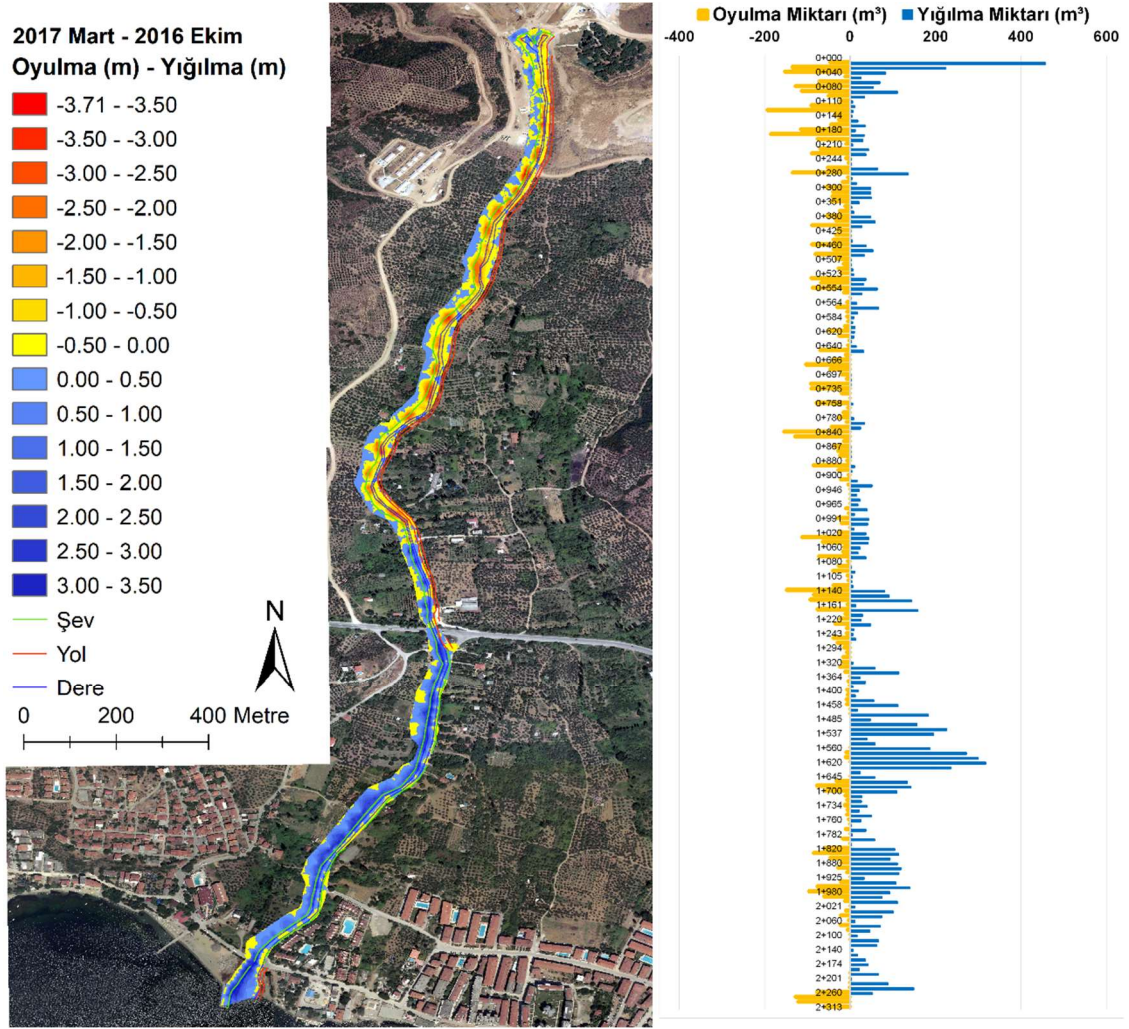 2017 Mart - 2016 Ekim
Oyulma (m) - Yığılma (m)
-3.71 - -3.50
-3.50 - -3.00
-3.00 - -2.50
-2.50 - -2.00
-2.00 - -1.50
-1.50 - -1.00
-1.00 - -0.50
-0.50 - 0.00
0.00 - 0.50
0.50 - 1.00
1.00 - 1.50
1.50 - 2.00
2.00 - 2.50
2.50 - 3.00
3.00 - 3.50
Şev
Yol
Dere
N
0 200 400 Metre
Oyulma Miktarı (m³) Yığılma Miktarı (m³)
-400 -200 0 200 400 600
0+000
0+040
0+080
0+110
0+144
0+180
0+210
0+244
0+280
0+300
0+351
0+380
0+425
0+460
0+507
0+523
0+554
0+564
0+584
0+620
0+640
0+666
0+697
0+735
0+758
0+780
0+840
0+867
0+880
0+900
0+946
0+965
0+991
1+020
1+060
1+080
1+105
1+140
1+161
1+220
1+243
1+294
1+320
1+364
1+400
1+458
1+485
1+537
1+560
1+620
1+645
1+700
1+734
1+760
1+782
1+820
1+880
1+925
1+980
2+021
2+060
2+100
2+140
2+174
2+201
2+260
2+313